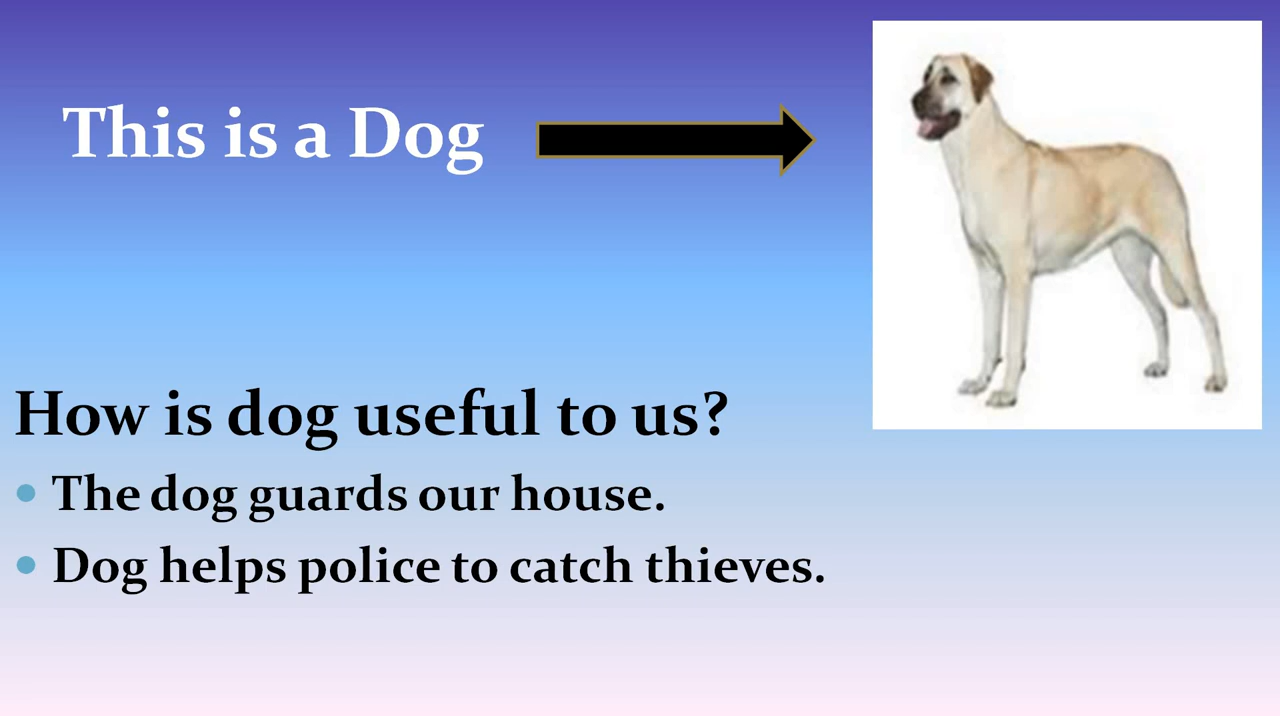 This is a Dog
How is dog useful to us?
• The dog guards our house.
• Dog helps police to catch thieves.